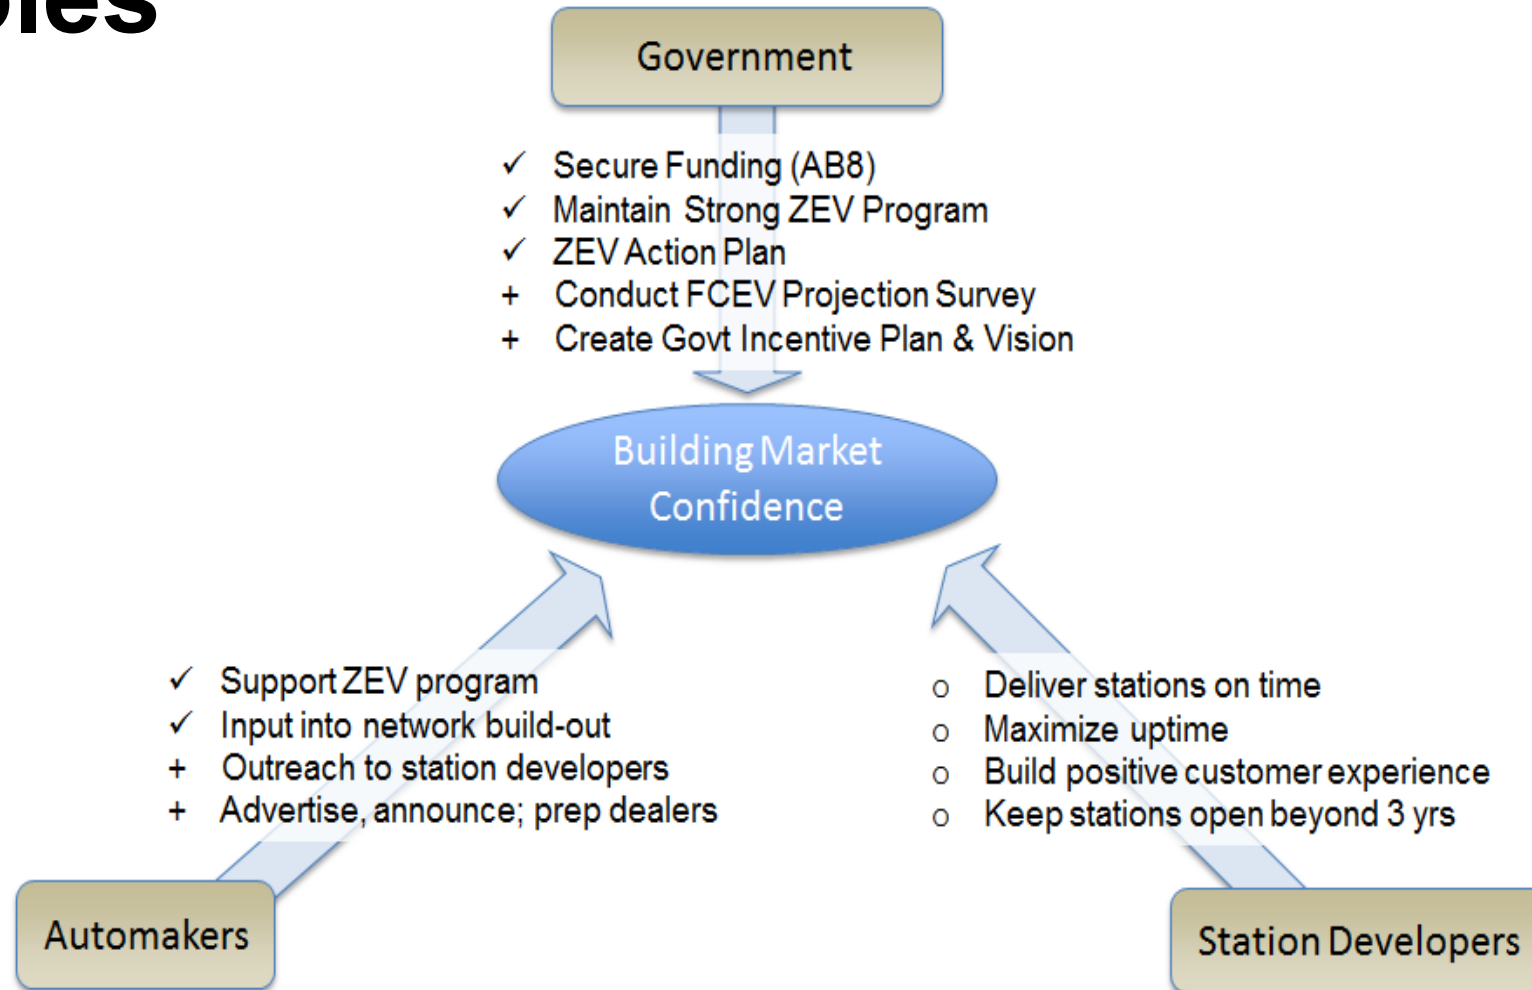 Government
✓ Secure Funding (AB8)
✓ Maintain Strong ZEV Program
✓ ZEV Action Plan
+ Conduct FCEV Projection Survey
+ Create Govt Incentive Plan & Vision
Building Market
Confidence
✓ Support ZEV program
✓ Input into network build-out
+ Outreach to station developers
+ Advertise, announce; prep dealers
o Deliver stations on time
o Maximize uptime
o Build positive customer experience
o Keep stations open beyond 3 yrs
Automakers
Station Developers